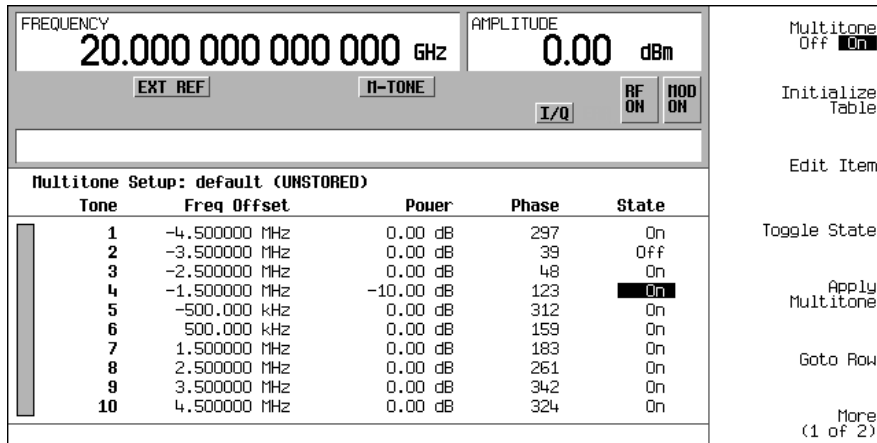 FREQUENCY
20.000 000 000 000 GHz
AMPLITUDE
0.00 dBm
EXT REF
M-TONE
I/Q
RF ON
MOD ON
Multitone Setup: default (UNSTORED)
Tone Freq Offset Power Phase State
1 -4.500000 MHz 0.00 dB 297 On
2 -3.500000 MHz 0.00 dB 39 Off
3 -2.500000 MHz 0.00 dB 48 On
4 -1.500000 MHz -10.00 dB 123 On
5 -500.000 kHz 0.00 dB 312 On
6 500.000 kHz 0.00 dB 159 On
7 1.500000 MHz 0.00 dB 183 On
8 2.500000 MHz 0.00 dB 261 On
9 3.500000 MHz 0.00 dB 342 On
10 4.500000 MHz 0.00 dB 324 On
Multitone
Off On
Initialize
Table
Edit Item
Toggle State
Apply
Multitone
Goto Row
More
(1 of 2)